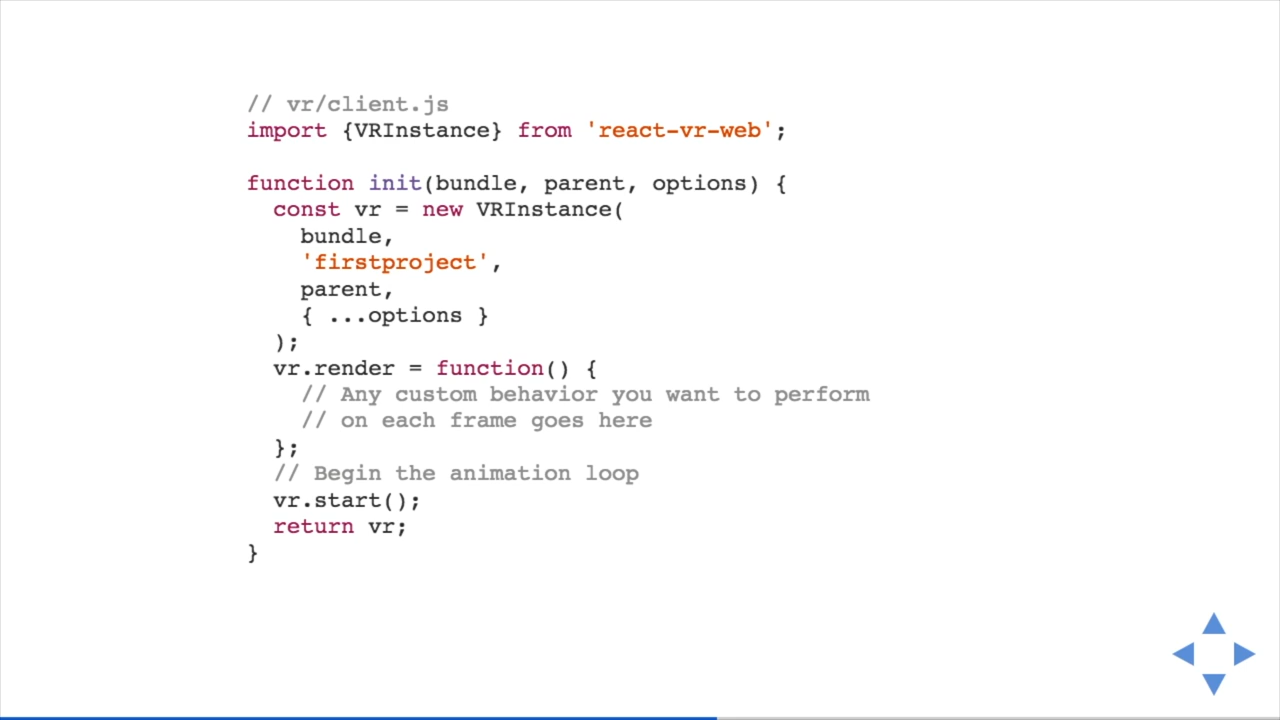 // vr/client.js
import {VRInstance} from 'react-vr-web';

function init(bundle, parent, options) {
  const vr = new VRInstance(
    bundle,
    'firstproject',
    parent,
    { ...options }
  );
  vr.render = function() {
    // Any custom behavior you want to perform
    // on each frame goes here
  };
  // Begin the animation loop
  vr.start();
  return vr;
}